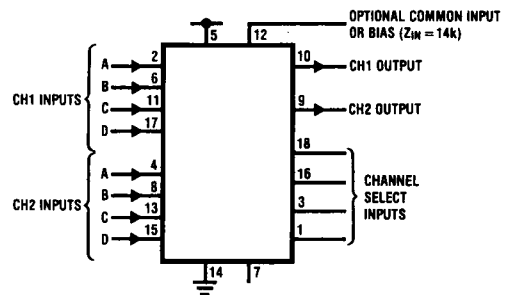 OPTIONAL COMMON INPUT
OR BIAS (ZIN = 14k)
5
12
A 2
B 6
CH1 INPUTS
C 11
D 17
10 CH1 OUTPUT
9 CH2 OUTPUT
A 4
B 8
CH2 INPUTS
C 13
D 15
18
16
CHANNEL
SELECT
INPUTS
3
1
14
7